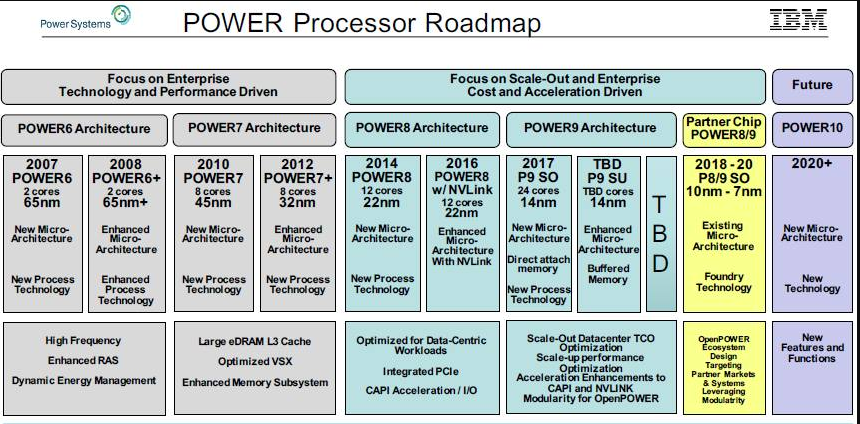 Power Systems
POWER Processor Roadmap
IBM
Focus on Enterprise
Technology and Performance Driven
Focus on Scale-Out and Enterprise
Cost and Acceleration Driven
Future
POWER6 Architecture
POWER7 Architecture
POWER8 Architecture
POWER9 Architecture
Partner Chip
POWER8/9
POWER10
2007
POWER6
2 cores
65nm
New Micro-
Architecture
New Process
Technology
2008
POWER6+
2 cores
65nm+
Enhanced
Micro-
Architecture
Enhanced
Process
Technology
2010
POWER7
8 cores
45nm
New Micro-
Architecture
New Process
Technology
2012
POWER7+
8 cores
32nm
Enhanced
Micro-
Architecture
New Process
Technology
2014
POWER8
12 cores
22nm
New Micro-
Architecture
New Process
Technology
2016
POWER8
w/ NVLink
12 cores
22nm
Enhanced
Micro-
Architecture
With NVLink
2017
P9 SO
24 cores
14nm
New Micro-
Architecture
Direct attach
memory
New Process
Technology
TBD
P9 SU
TBD cores
14nm
Enhanced
Micro-
Architecture
Buffered
Memory
T
B
D
2018 - 20
P8/9 SO
10nm - 7nm
Existing
Micro-
Architecture
Foundry
Technology
2020+
New Micro-
Architecture
New
Technology
High Frequency
Enhanced RAS
Dynamic Energy Management
Large eDRAM L3 Cache
Optimized VSX
Enhanced Memory Subsystem
Optimized for Data-Centric
Workloads
Integrated PCIe
CAPI Acceleration / I/O
Scale-Out Datacenter TCO
Optimization
Scale-up performance
Optimization
Acceleration Enhancements to
CAPI and NVLINK
Modularity for OpenPOWER
OpenPOWER
Ecosystem
Design
Targeting
Partner Markets
& Systems
Leveraging
Modulatrity
New
Features and
Functions